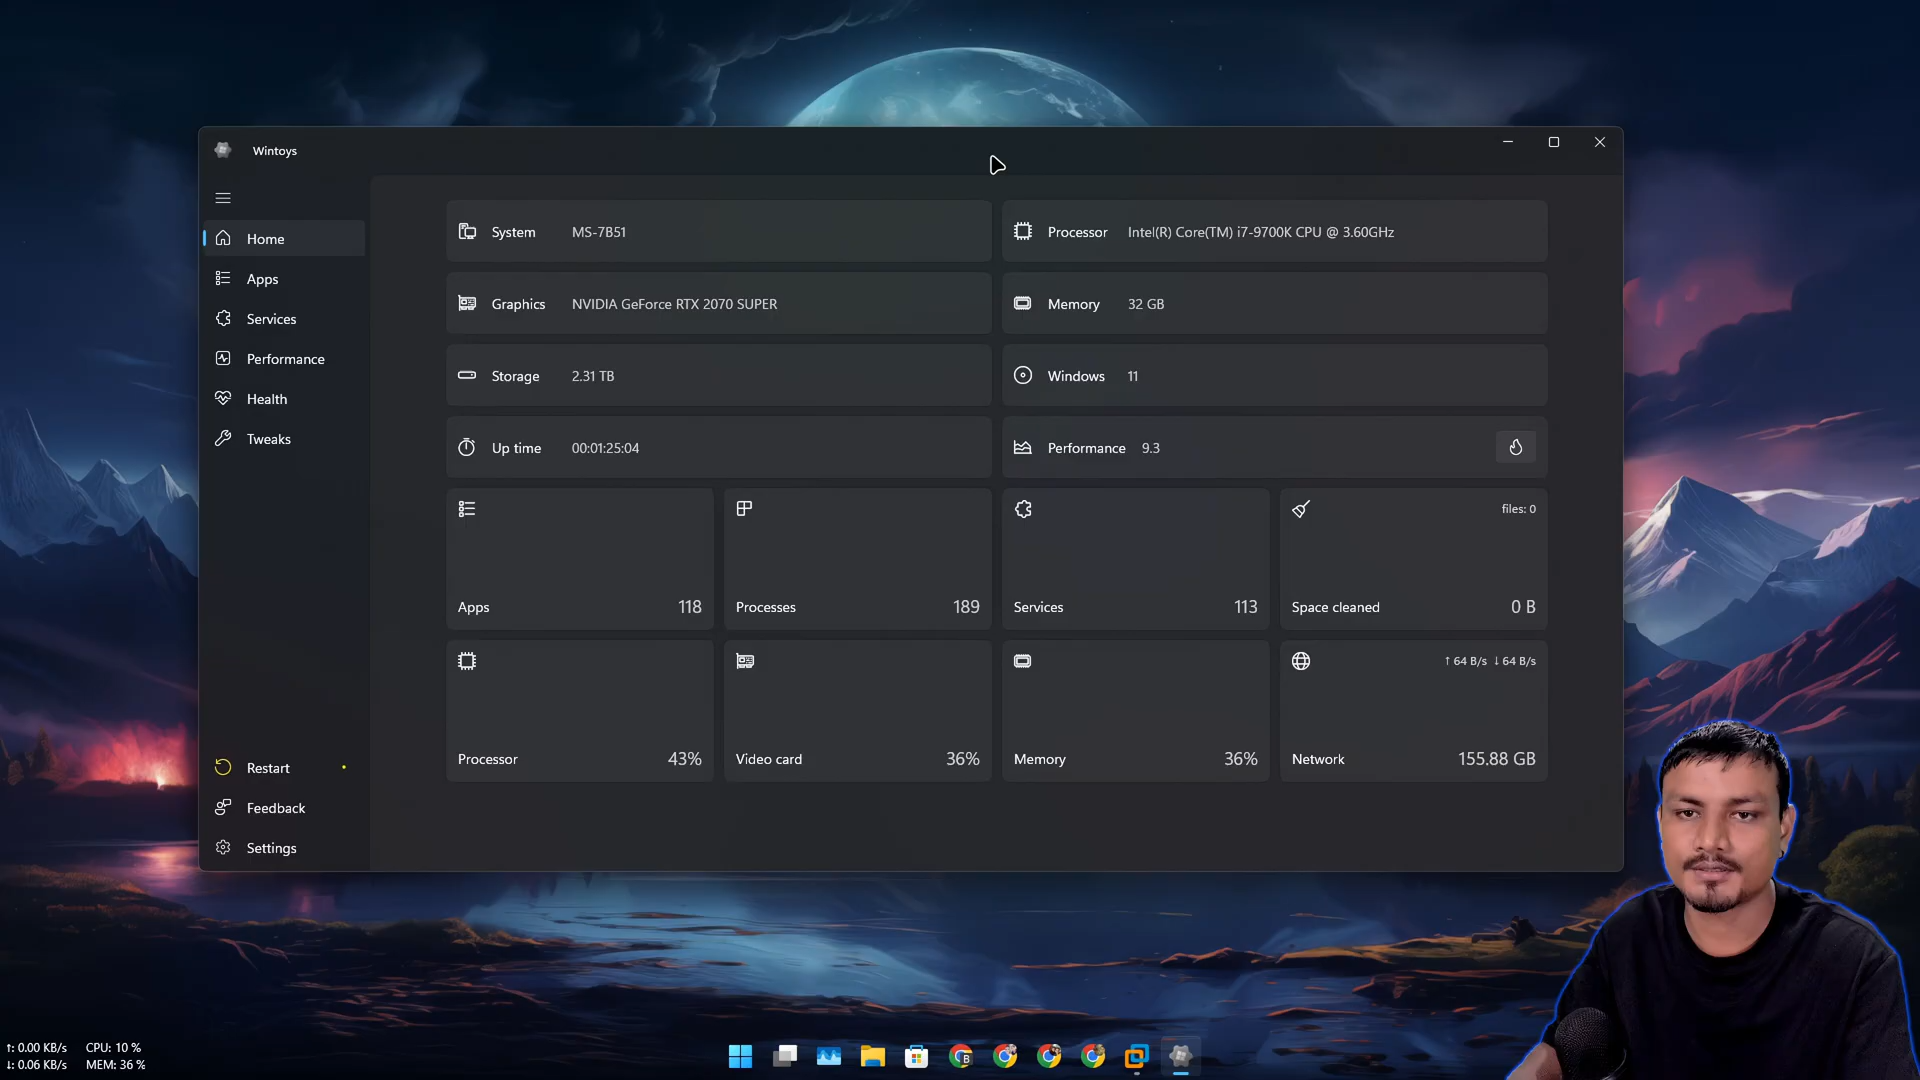 Wintoys
Home
Apps
Services
Performance
Health
Tweaks
Restart
Feedback
Settings
System MS-7B51
Processor Intel(R) Core(TM) i7-9700K CPU @ 3.60GHz
Graphics NVIDIA GeForce RTX 2070 SUPER
Memory 32 GB
Storage 2.31 TB
Windows 11
Up time 00:01:25:04
Performance 9.3
Apps 118
Processes 189
Services 113
files: 0
Space cleaned 0 B
Processor 43%
Video card 36%
Memory 36%
↑ 64 B/s ↓ 64 B/s
Network 155.88 GB
↑: 0.00 KB/s CPU: 10 %
↓: 0.06 KB/s MEM: 36 %
B